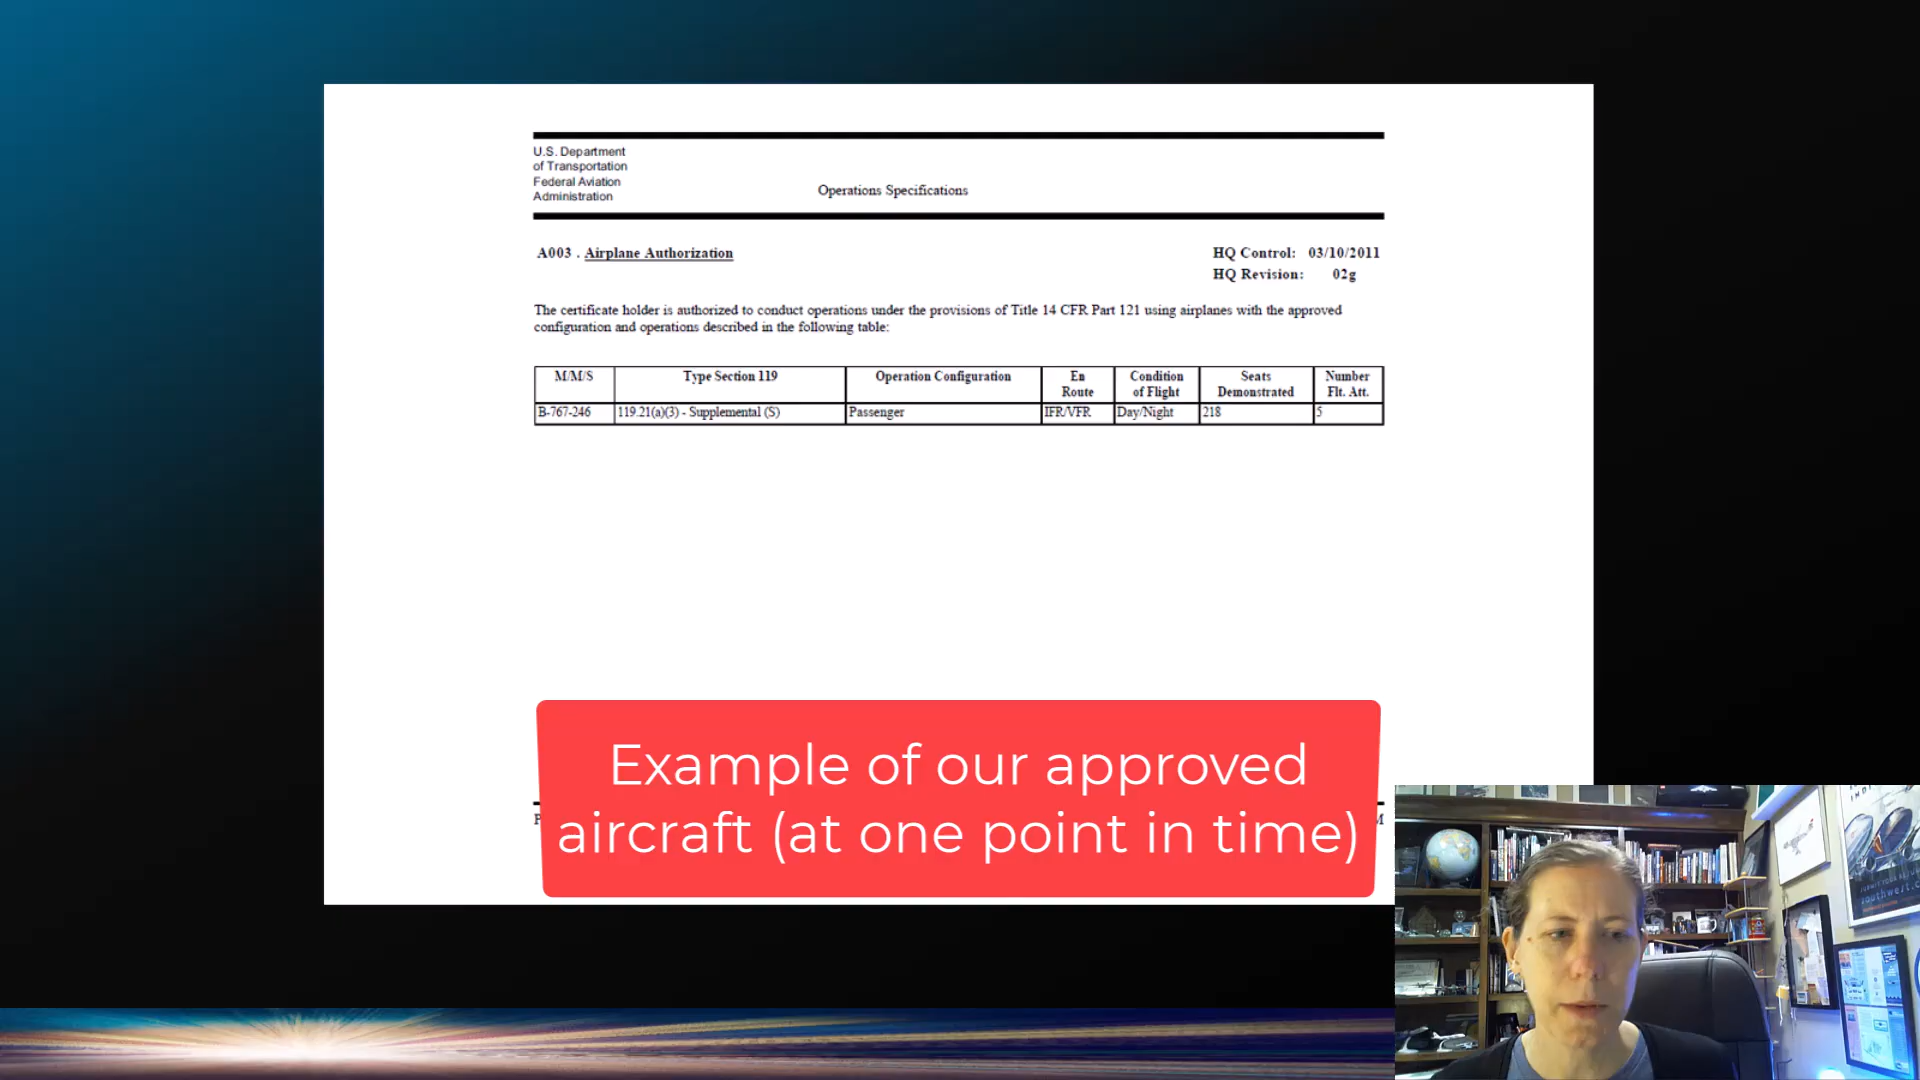 U.S. Department
of Transportation
Federal Aviation
Administration
Operations Specifications
A003 . Airplane Authorization
HQ Control: 03/10/2011
HQ Revision: 02g
The certificate holder is authorized to conduct operations under the provisions of Title 14 CFR Part 121 using airplanes with the approved
configuration and operations described in the following table:
M/M/S Type Section 119 Operation Configuration En Route Condition of Flight Seats Demonstrated Number Flt. Att.
B-767-246 119.21(a)(3) - Supplemental (S) Passenger IFR/VFR Day/Night 218 5
Example of our approved
aircraft (at one point in time)
southwest.c